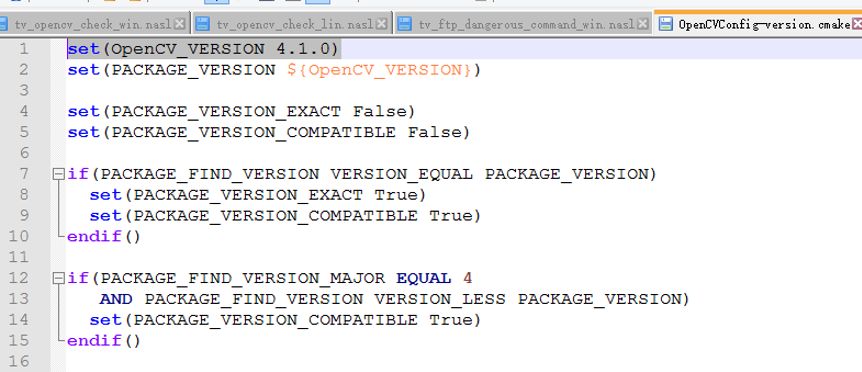 tv_opencv_check_win.nasl tv_opencv_check_lin.nasl tv_ftp_dangerous_command_win.nasl OpenCVConfig-version.cmake
1 set(OpenCV_VERSION 4.1.0)
2 set(PACKAGE_VERSION ${OpenCV_VERSION})
3
4 set(PACKAGE_VERSION_EXACT False)
5 set(PACKAGE_VERSION_COMPATIBLE False)
6
7 if(PACKAGE_FIND_VERSION VERSION_EQUAL PACKAGE_VERSION)
8 set(PACKAGE_VERSION_EXACT True)
9 set(PACKAGE_VERSION_COMPATIBLE True)
10 endif()
11
12 if(PACKAGE_FIND_VERSION_MAJOR EQUAL 4
13 AND PACKAGE_FIND_VERSION VERSION_LESS PACKAGE_VERSION)
14 set(PACKAGE_VERSION_COMPATIBLE True)
15 endif()
16